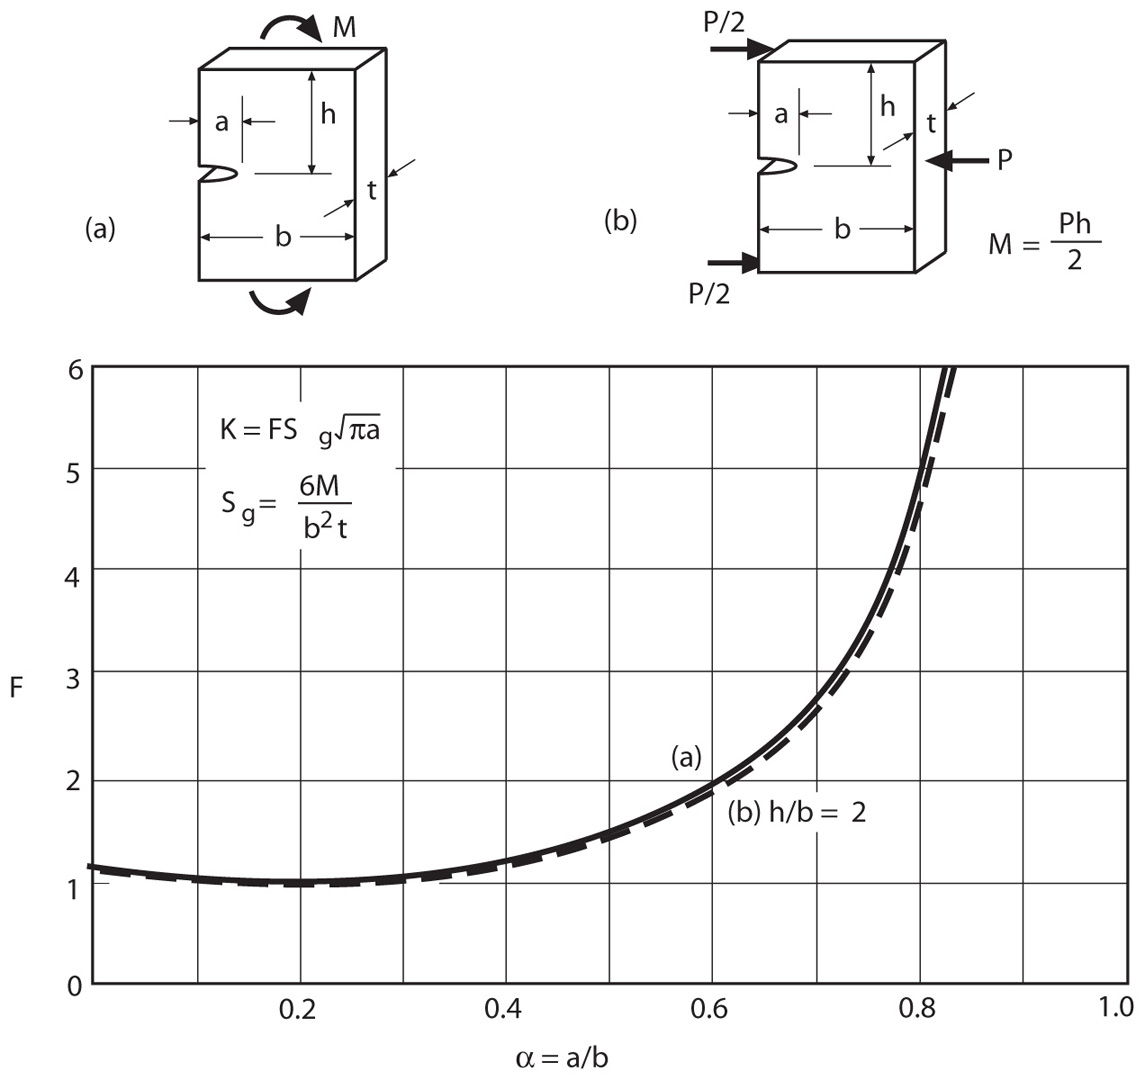 M
a
h
t
b
(a)
P/2
a
h
t
P
b
(b)
M = Ph/2
P/2
K = FS g√πa
S g = 6M/b² t
F
6
5
4
3
2
1
0
(a)
(b) h/b = 2
0.2 0.4 0.6 0.8 1.0
α = a/b